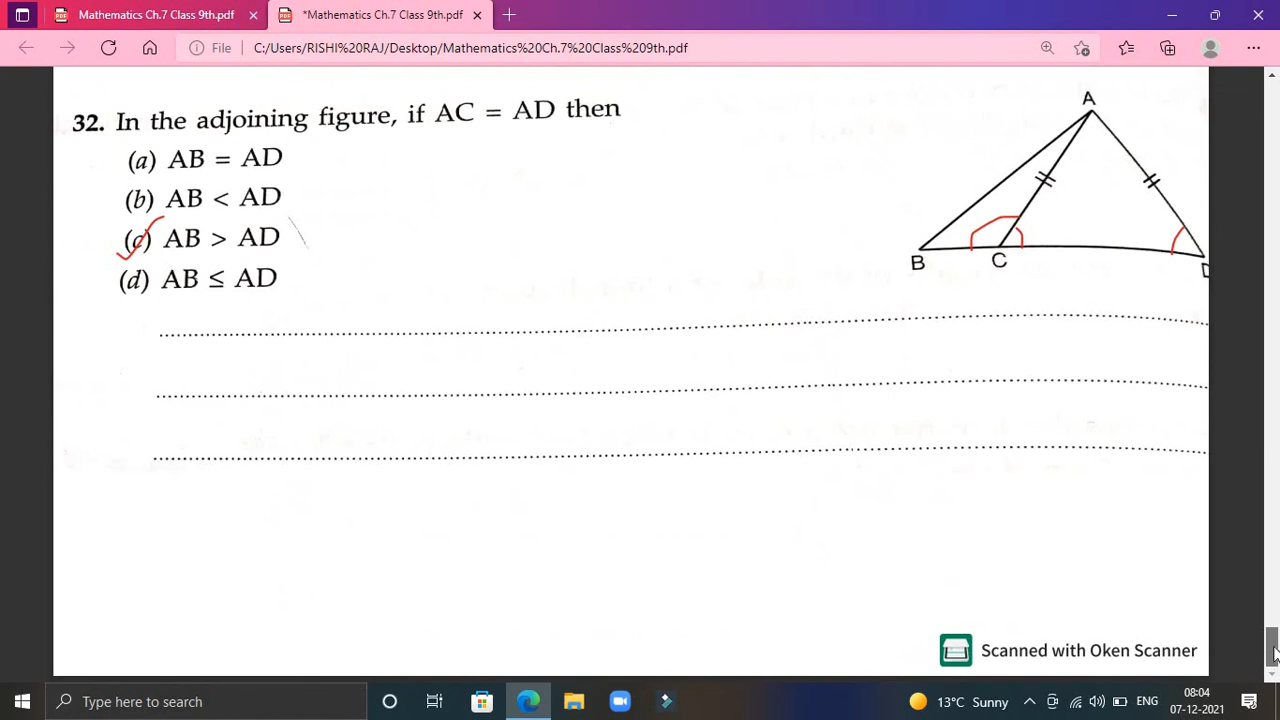 Mathematics Ch.7 Class 9th.pdf
*Mathematics Ch.7 Class 9th.pdf
File
C:/Users/RISHI%20RAJ/Desktop/Mathematics%20Ch.7%20Class%209th.pdf
32. In the adjoining figure, if AC = AD then
(a) AB = AD
(b) AB < AD
(c) AB > AD
(d) AB ≤ AD
A
B
C
D
Scanned with Oken Scanner
Type here to search
13°C Sunny
ENG
08:04
07-12-2021